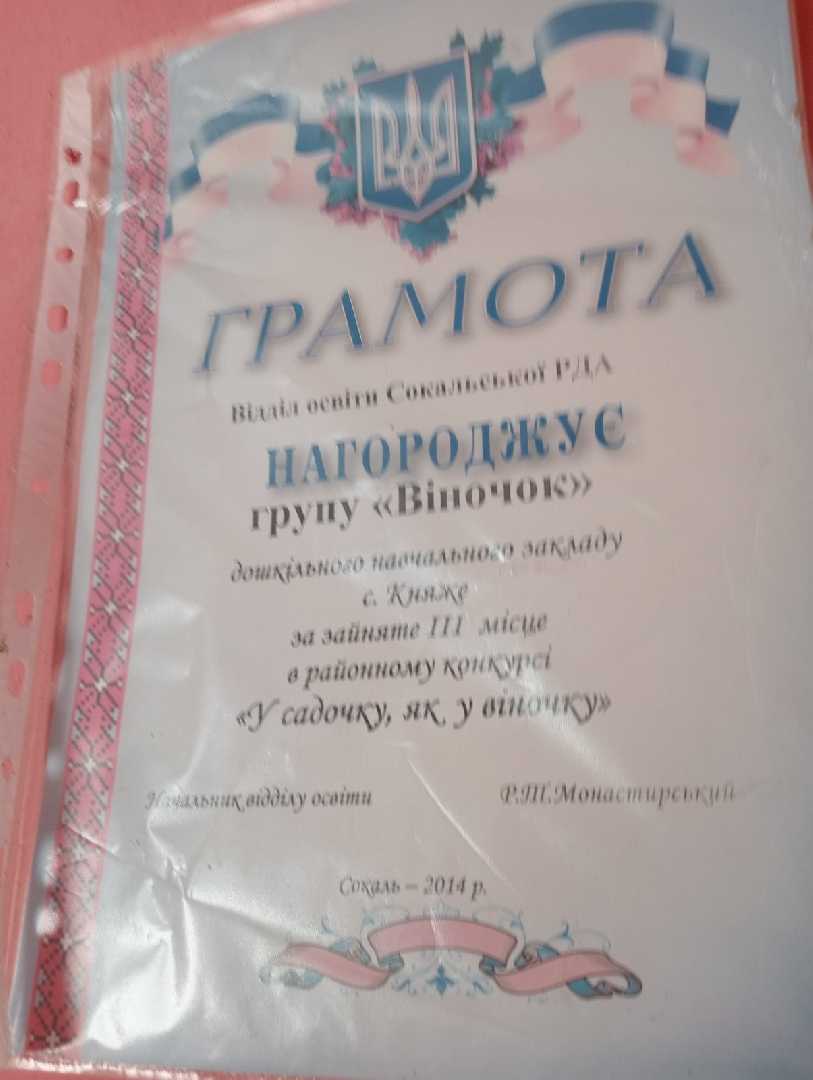 ГРАМОТА
Відділ освіти Сокальської РДА
НАГОРОДЖУЄ
групу «Віночок»
дошкільного навчального закладу
с. Княже
за зайняте ІІІ місце
в районному конкурсі
«У садочку, як у віночку»
Начальник відділу освіти Р.Т.Монастирський
Сокаль – 2014 р.